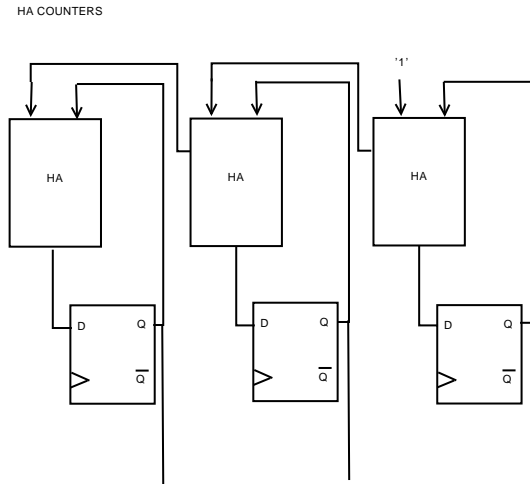 HA COUNTERS
'1'
HA HA HA
D Q D Q D Q
Q Q Q